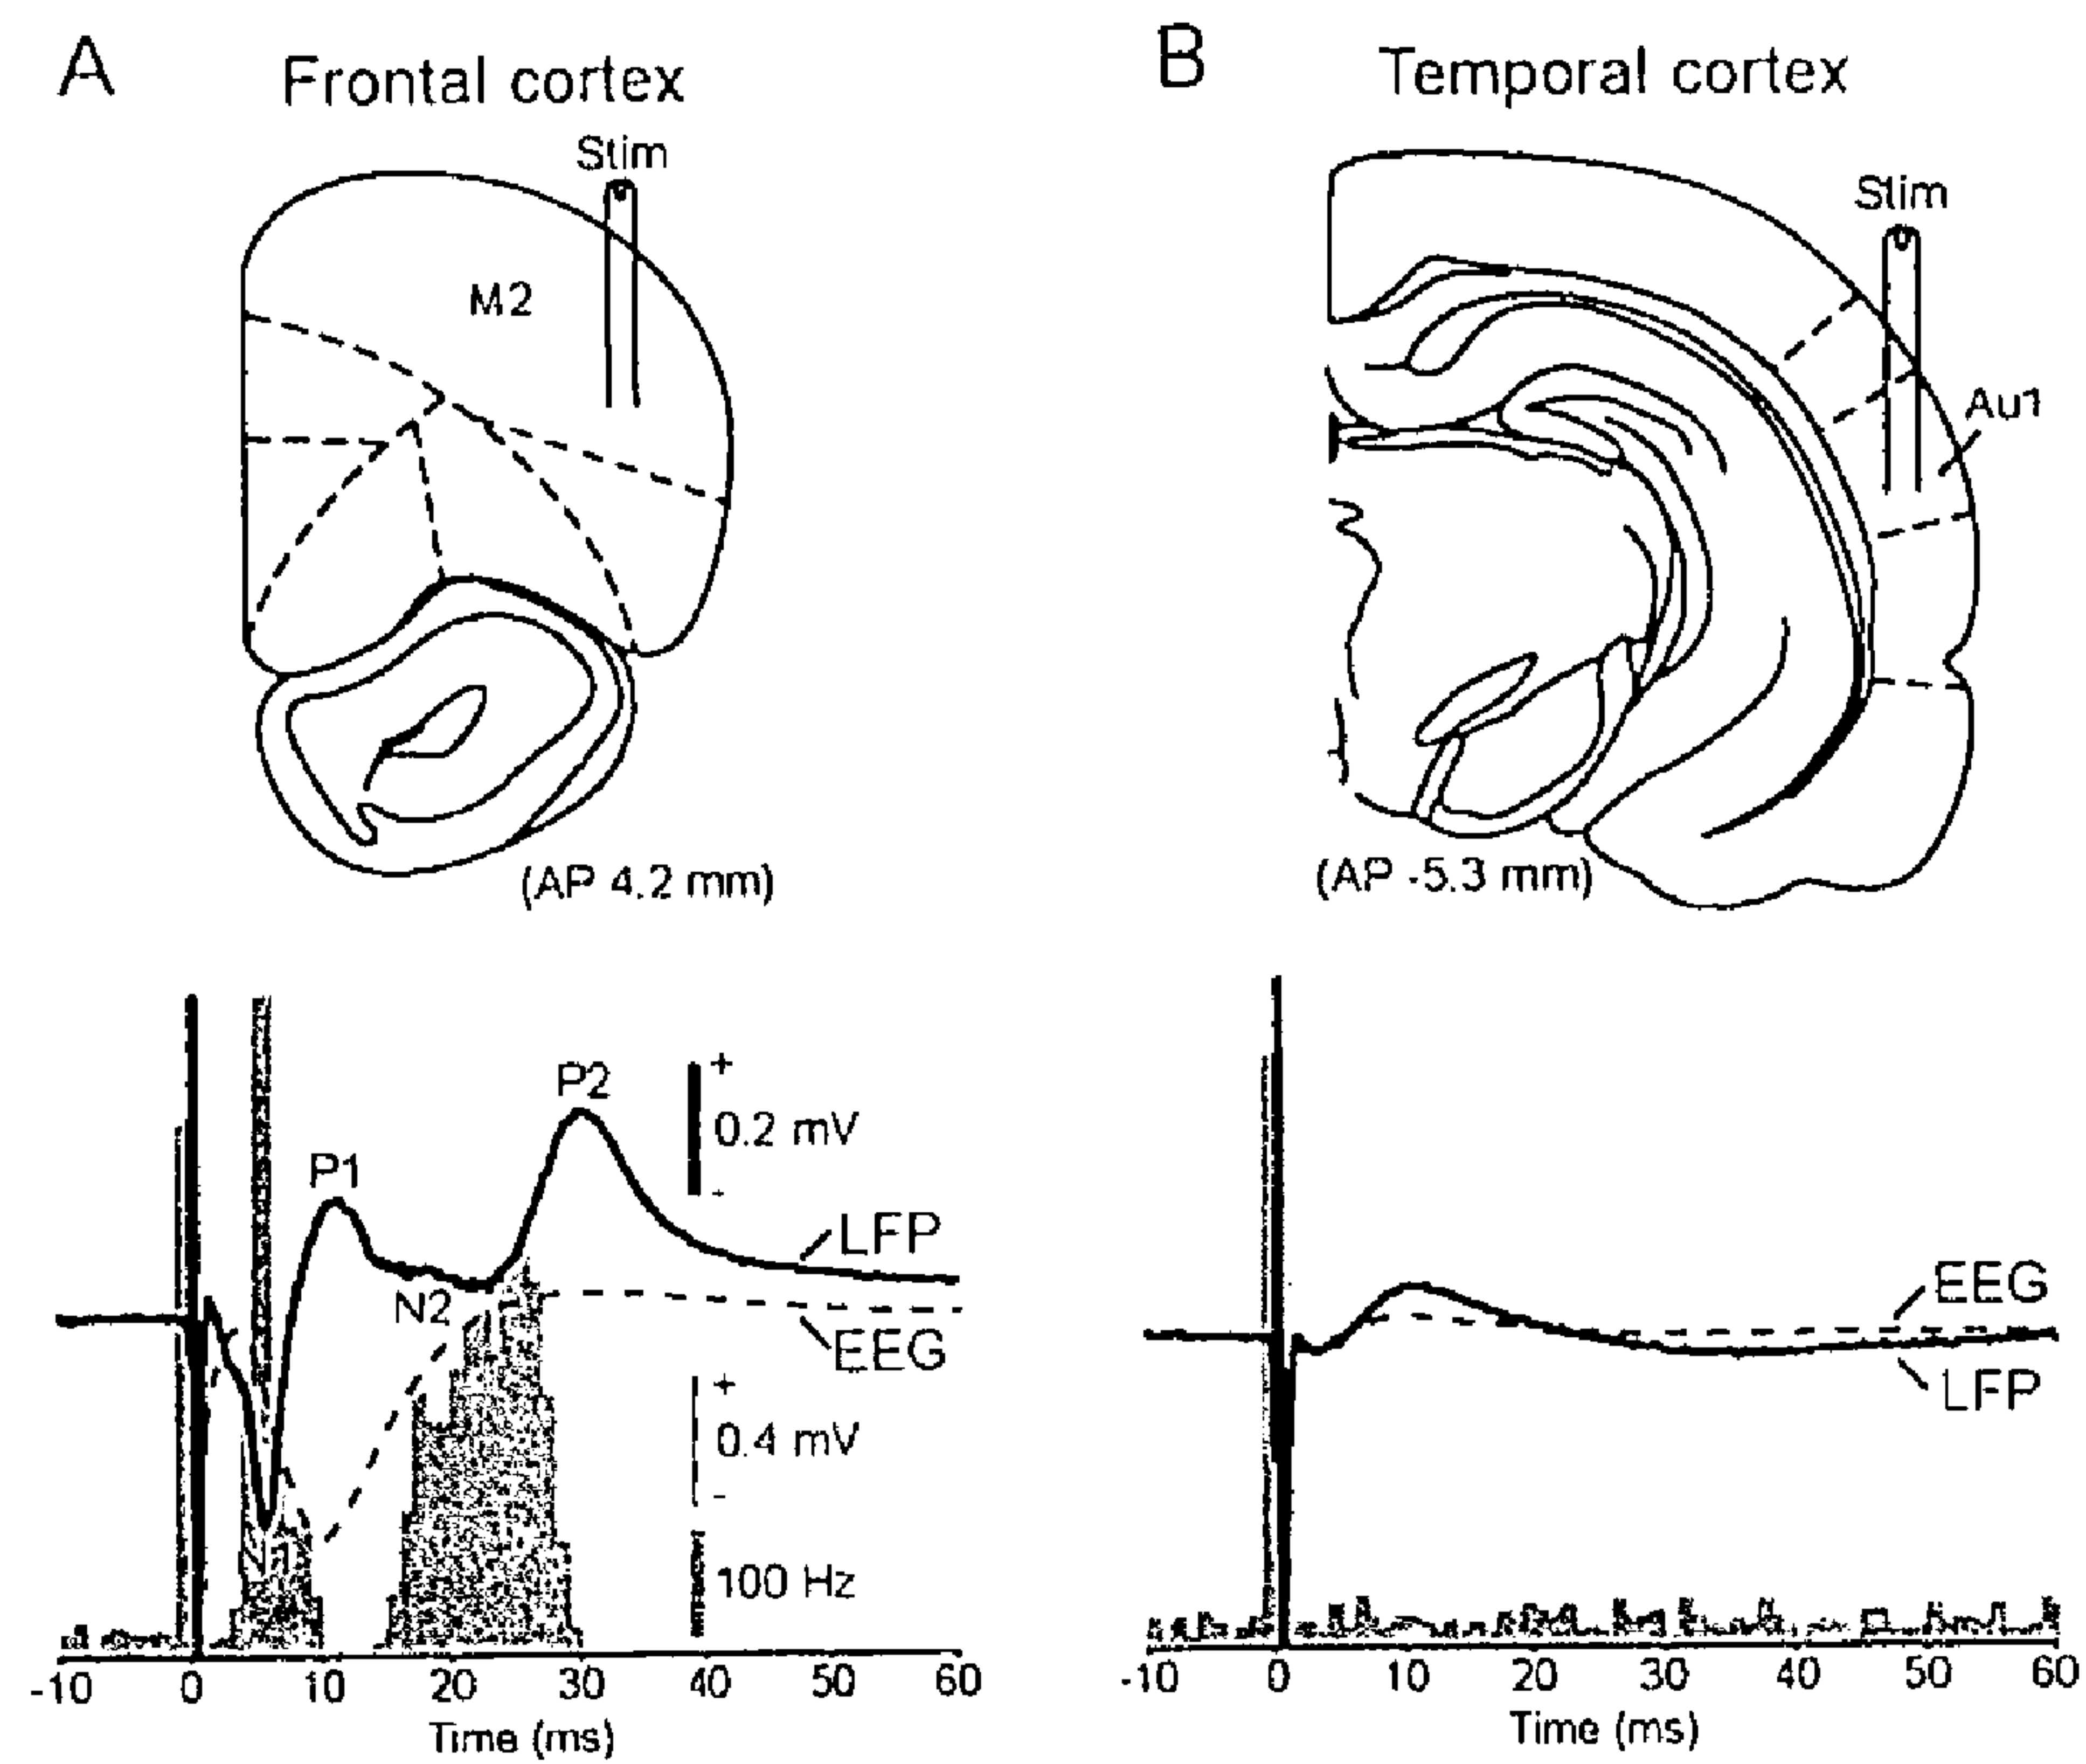 A
Frontal cortex
Stim
M2
(AP 4.2 mm)
B
Temporal cortex
Stim
Au1
(AP -5.3 mm)
P1
P2
N2
+
0.2 mV
-
LFP
EEG
+
0.4 mV
-
100 Hz
-10 0 10 20 30 40 50 60
Time (ms)
EEG
LFP
-10 0 10 20 30 40 50 60
Time (ms)